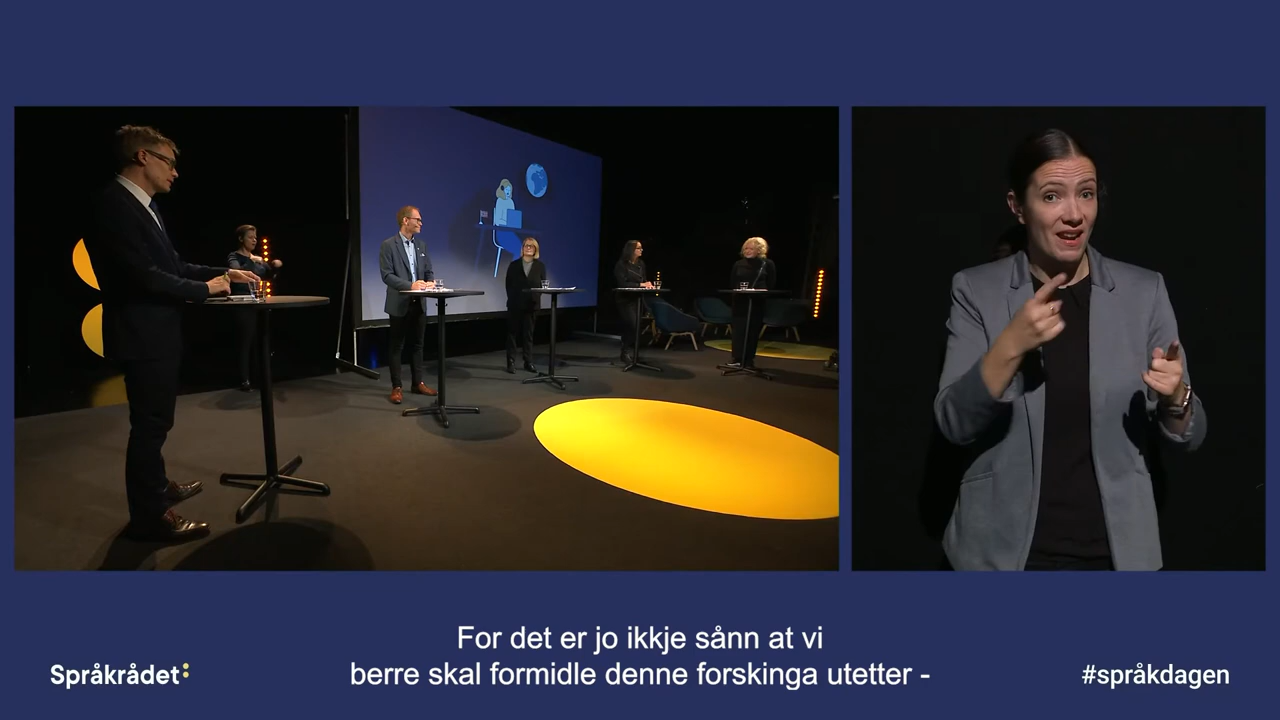 For det er jo ikkje sånn at vi
berre skal formidle denne forskinga utetter -
Språkrådet:
#språkdagen